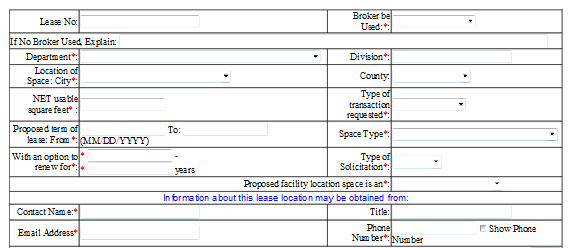 Lease No:
Broker be Used:*:
If No Broker Used, Explain:
Department*:
Division*:
Location of Space: City*:
County:
NET usable square feet*:
Type of transaction requested*:
Proposed term of lease: From *: (MM/DD/YYYY) To:
Space Type*:
With an option to renew for*: * - * years
Type of Solicitation*:
Proposed facility location space is an*:
Information about this lease location may be obtained from:
Contact Name:*
Title:
Email Address*
Phone Number*: Number Show Phone